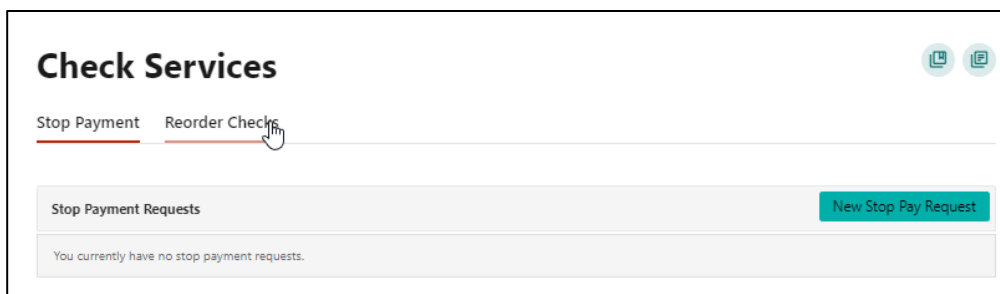 Check Services
Stop Payment Reorder Checks
Stop Payment Requests New Stop Pay Request
You currently have no stop payment requests.